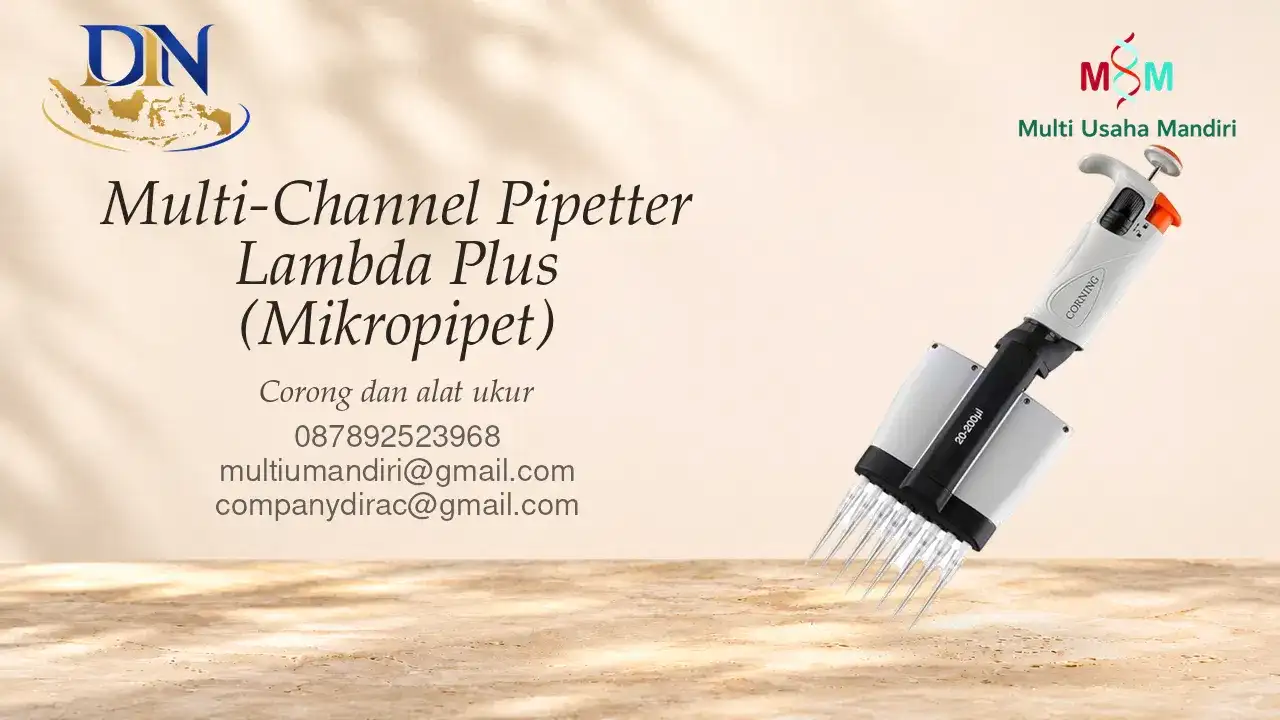 DIN
M M
Multi Usaha Mandiri
Multi-Channel Pipetter
Lambda Plus
(Mikropipet)
Corong dan alat ukur
087892523968
multiumandiri@gmail.com
companydirac@gmail.com
CORNING
20-200µl